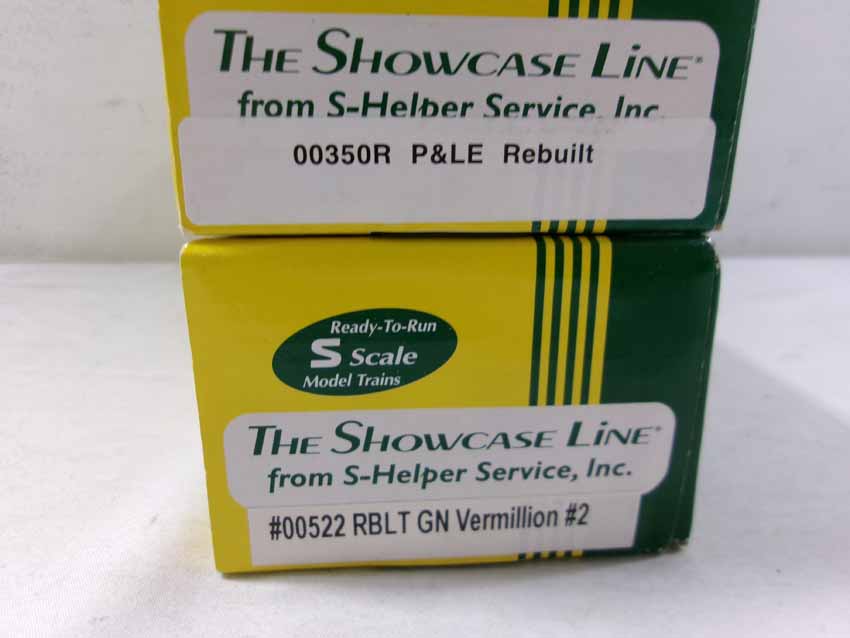 The Showcase Line®
from S-Helper Service, Inc.
00350R P&LE Rebuilt
Ready-To-Run
S Scale
Model Trains
The Showcase Line®
from S-Helper Service, Inc.
#00522 RBLT GN Vermillion #2